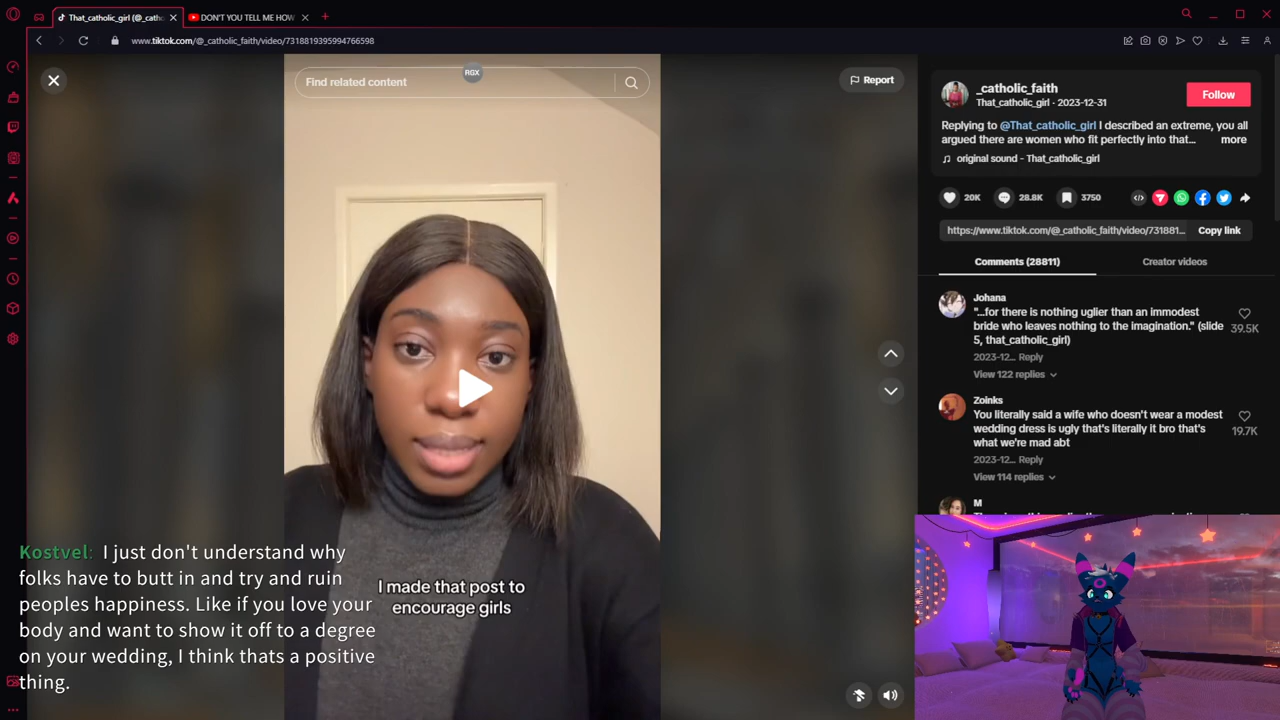 That_catholic_girl (@_cath
DON'T YOU TELL ME HOW
www.tiktok.com/@_catholic_faith/video/7318819395994766598
Find related content
RGX
Report
_catholic_faith
That_catholic_girl · 2023-12-31
Follow
Replying to @That_catholic_girl I described an extreme, you all
argued there are women who fit perfectly into that... more
original sound - That_catholic_girl
20K
28.8K
3750
https://www.tiktok.com/@_catholic_faith/video/731881...
Copy link
Comments (28811)
Creator videos
Johana
"...for there is nothing uglier than an immodest
bride who leaves nothing to the imagination." (slide
5, that_catholic_girl)
39.5K
2023-12... Reply
View 122 replies
Zoinks
You literally said a wife who doesn't wear a modest
wedding dress is ugly that's literally it bro that's
what we're mad abt
19.7K
2023-12... Reply
View 114 replies
M
I made that post to
encourage girls
Kostvel: I just don't understand why
folks have to butt in and try and ruin
peoples happiness. Like if you love your
body and want to show it off to a degree
on your wedding, I think thats a positive
thing.